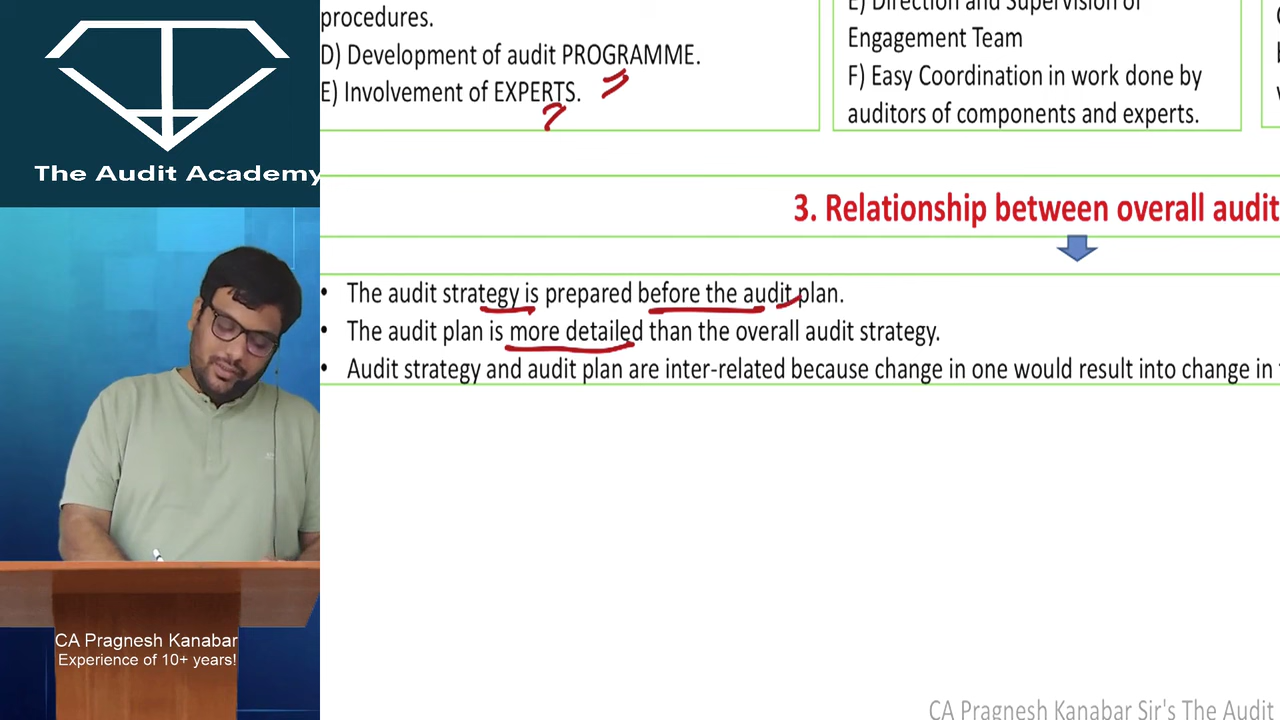 The Audit Academy
procedures.
D) Development of audit PROGRAMME.
E) Involvement of EXPERTS.
E) Direction and Supervision of
Engagement Team
F) Easy Coordination in work done by
auditors of components and experts.
3. Relationship between overall audit
• The audit strategy is prepared before the audit plan.
• The audit plan is more detailed than the overall audit strategy.
• Audit strategy and audit plan are inter-related because change in one would result into change in
CA Pragnesh Kanabar
Experience of 10+ years!
CA Pragnesh Kanabar Sir's The Audit